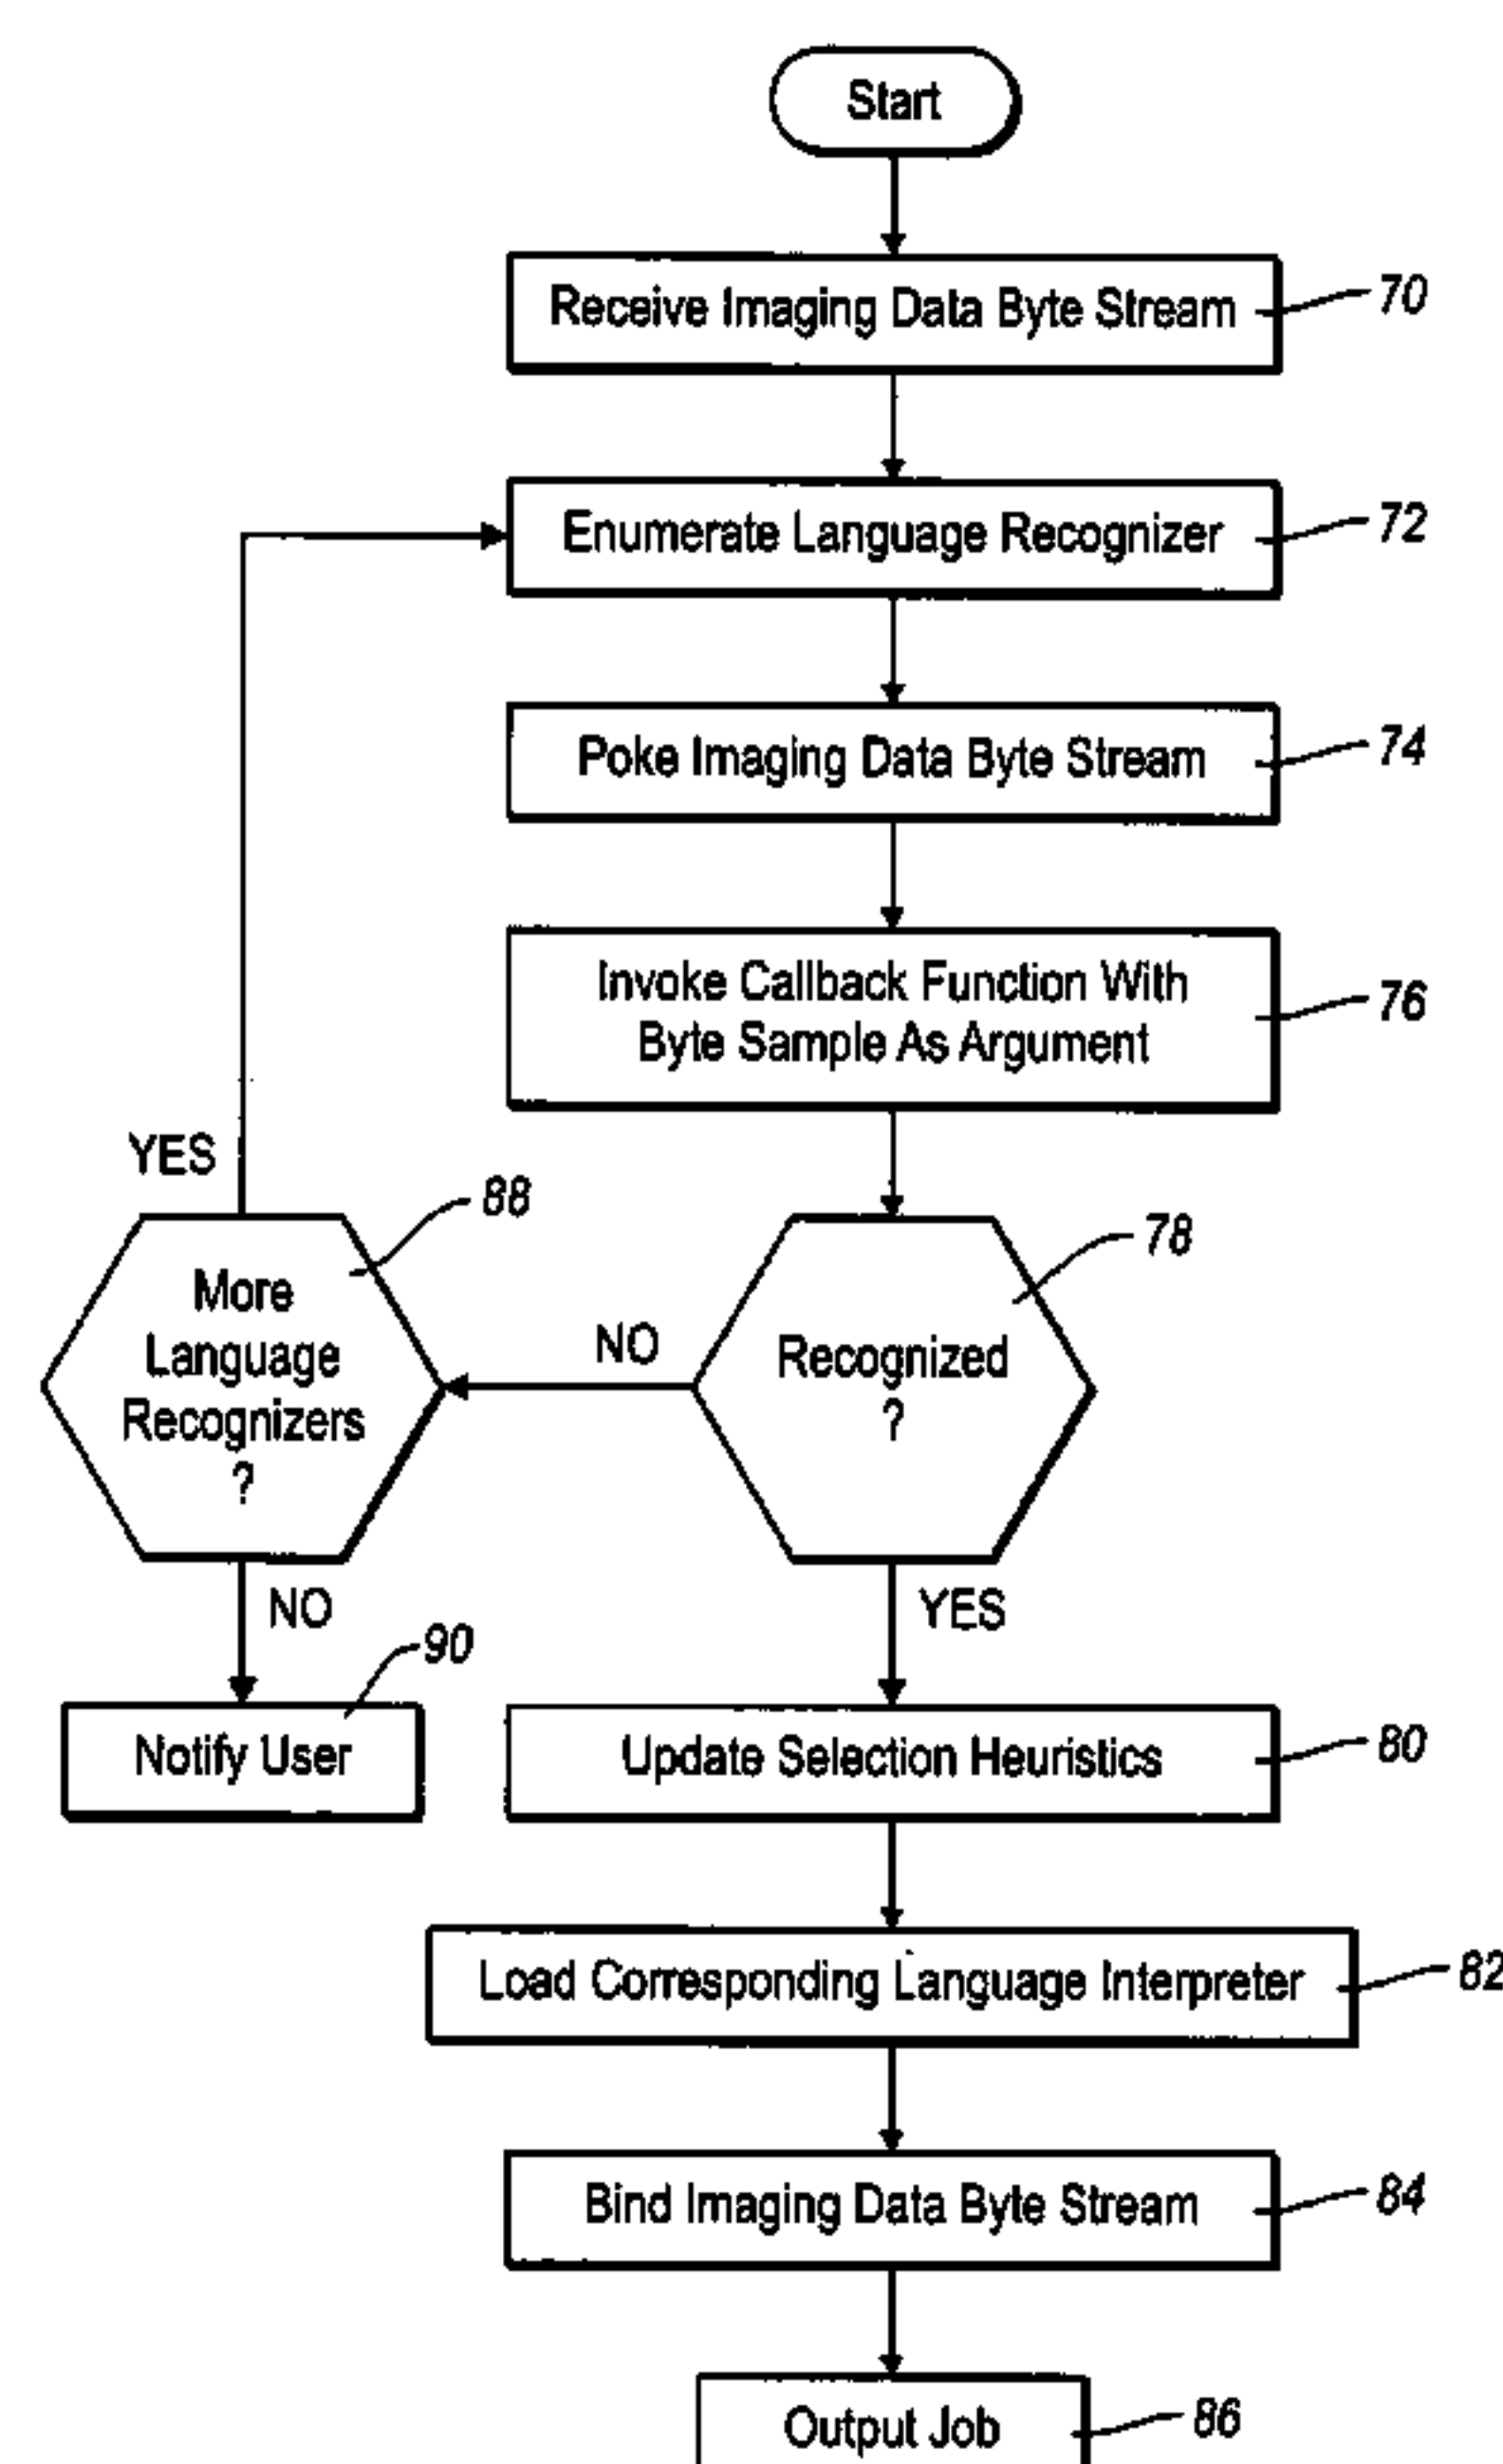 Start
Receive Imaging Data Byte Stream
70
Enumerate Language Recognizer
72
Poke Imaging Data Byte Stream
74
Invoke Callback Function With
Byte Sample As Argument
76
YES
88
78
More
Language
Recognizers
?
NO
Recognized
?
NO
YES
90
Notify User
Update Selection Heuristics
80
Load Corresponding Language Interpreter
82
Bind Imaging Data Byte Stream
84
Output Job
86